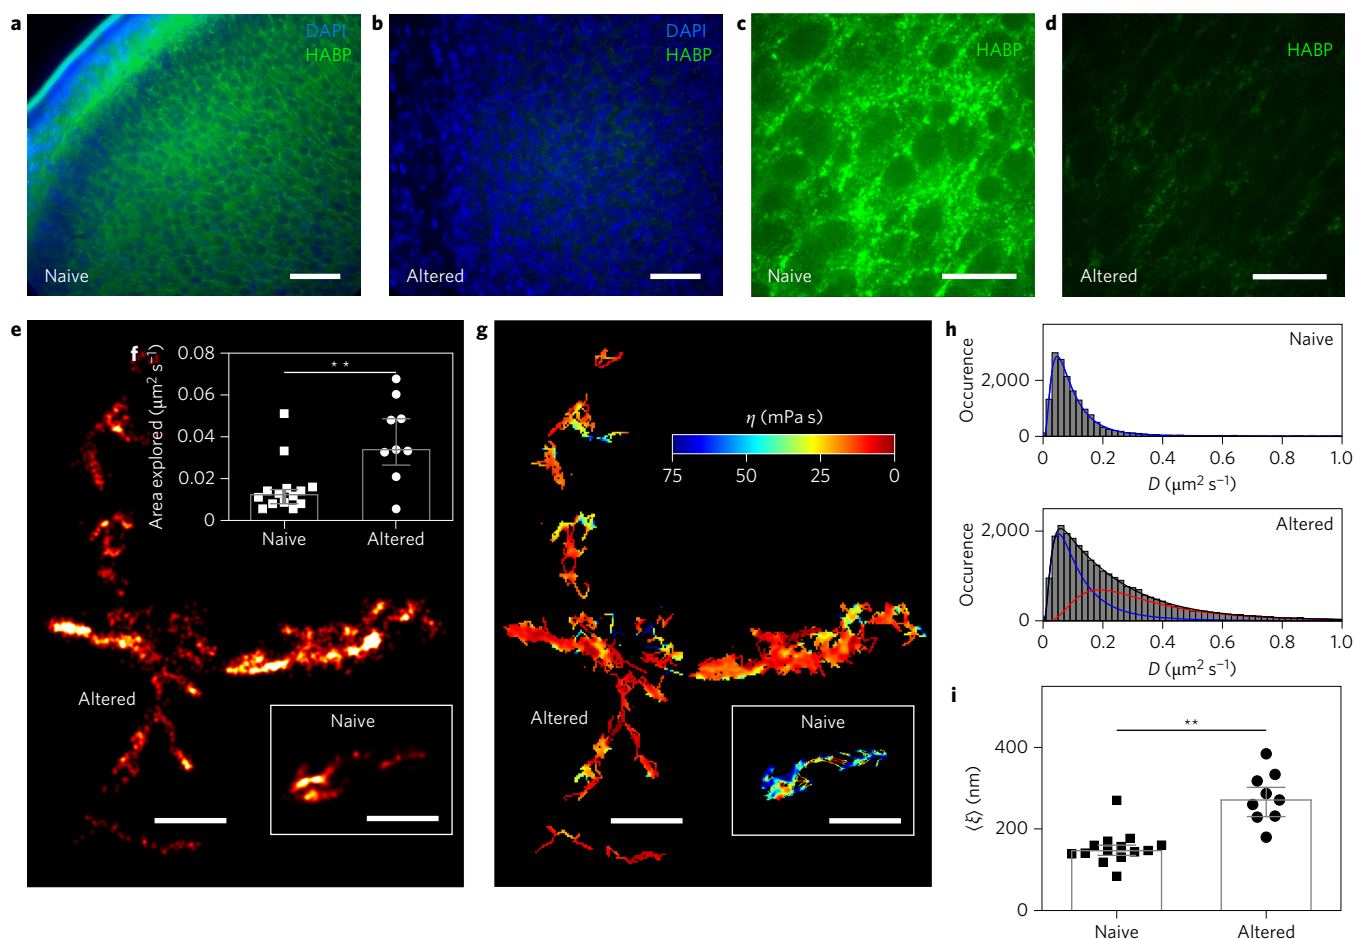 a
DAPI
HABP
Naive
b
DAPI
HABP
Altered
c
HABP
Naive
d
HABP
Altered
e
Altered
Naive
f
Area explored (μm² s⁻¹)
0.08
0.06
0.04
0.02
0
**
Naive
Altered
g
η (mPa s)
75
50
25
0
Altered
Naive
h
Naive
Occurence
2,000
0
0
0.2
0.4
0.6
0.8
1.0
D (μm² s⁻¹)
Altered
Occurence
2,000
0
0
0.2
0.4
0.6
0.8
1.0
D (μm² s⁻¹)
i
⟨ξ⟩ (nm)
400
200
0
**
Naive
Altered